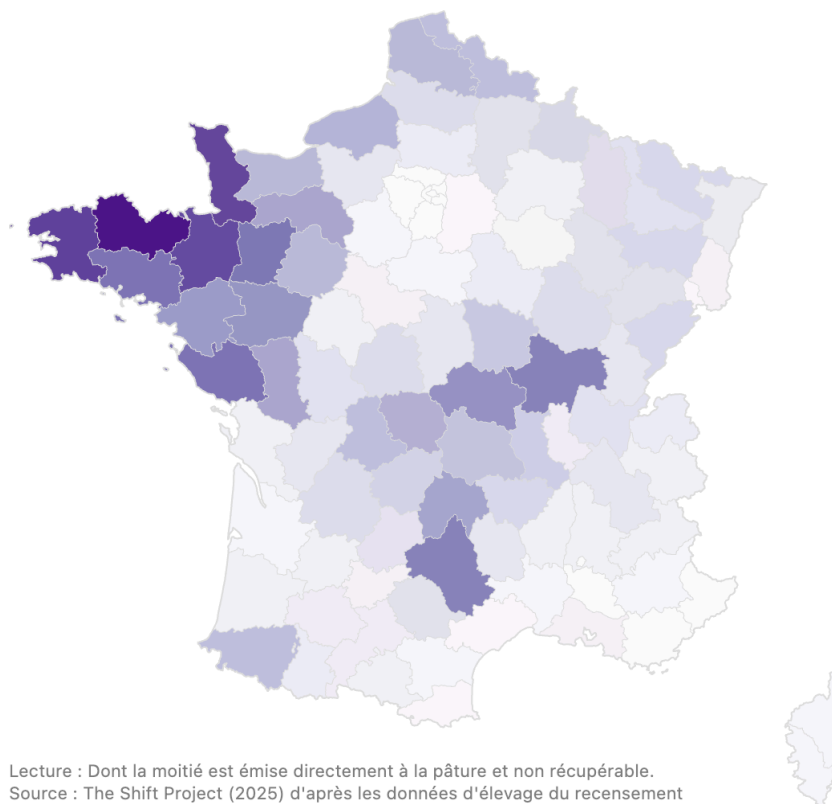 Lecture : Dont la moitié est émise directement à la pâture et non récupérable.
Source : The Shift Project (2025) d'après les données d'élevage du recensement